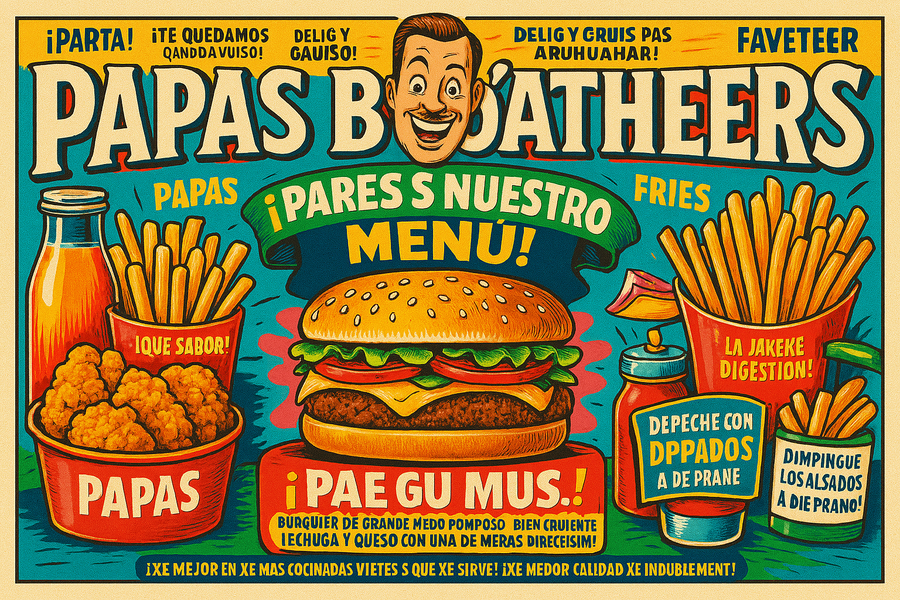 ¡PARTA!
¡TE QUEDAMOS
QANDDAVUISO!
DELIG Y
GAUISO!
DELIG Y GRUIS PAS
ARUHUAHAR!
FAVETEER
PAPAS B O'ATHEERS
PAPAS
FRIES
¡PARES S NUESTRO
MENÚ!
¡QUE SABOR!
LA JAKEKE
DIGESTION!
PAPAS
DEPECHE CON
DPPADOS
A DE PRANE
DIMPINGUE
LOS ALSADOS
A DIE PRANO!
¡PAE GU MUS.!
BURGUIER DE GRANDE MEDO POMPOSO BIEN CRUIENTE
LECHUGA Y QUESO CON UNA DE MERAS DIRECEISIM!
¡XE MEJOR EN XE MAS COCINADAS VIETES S QUE XE SIRVE! ¡XE MEDOR CALIDAD XE INDUBLEMENT!